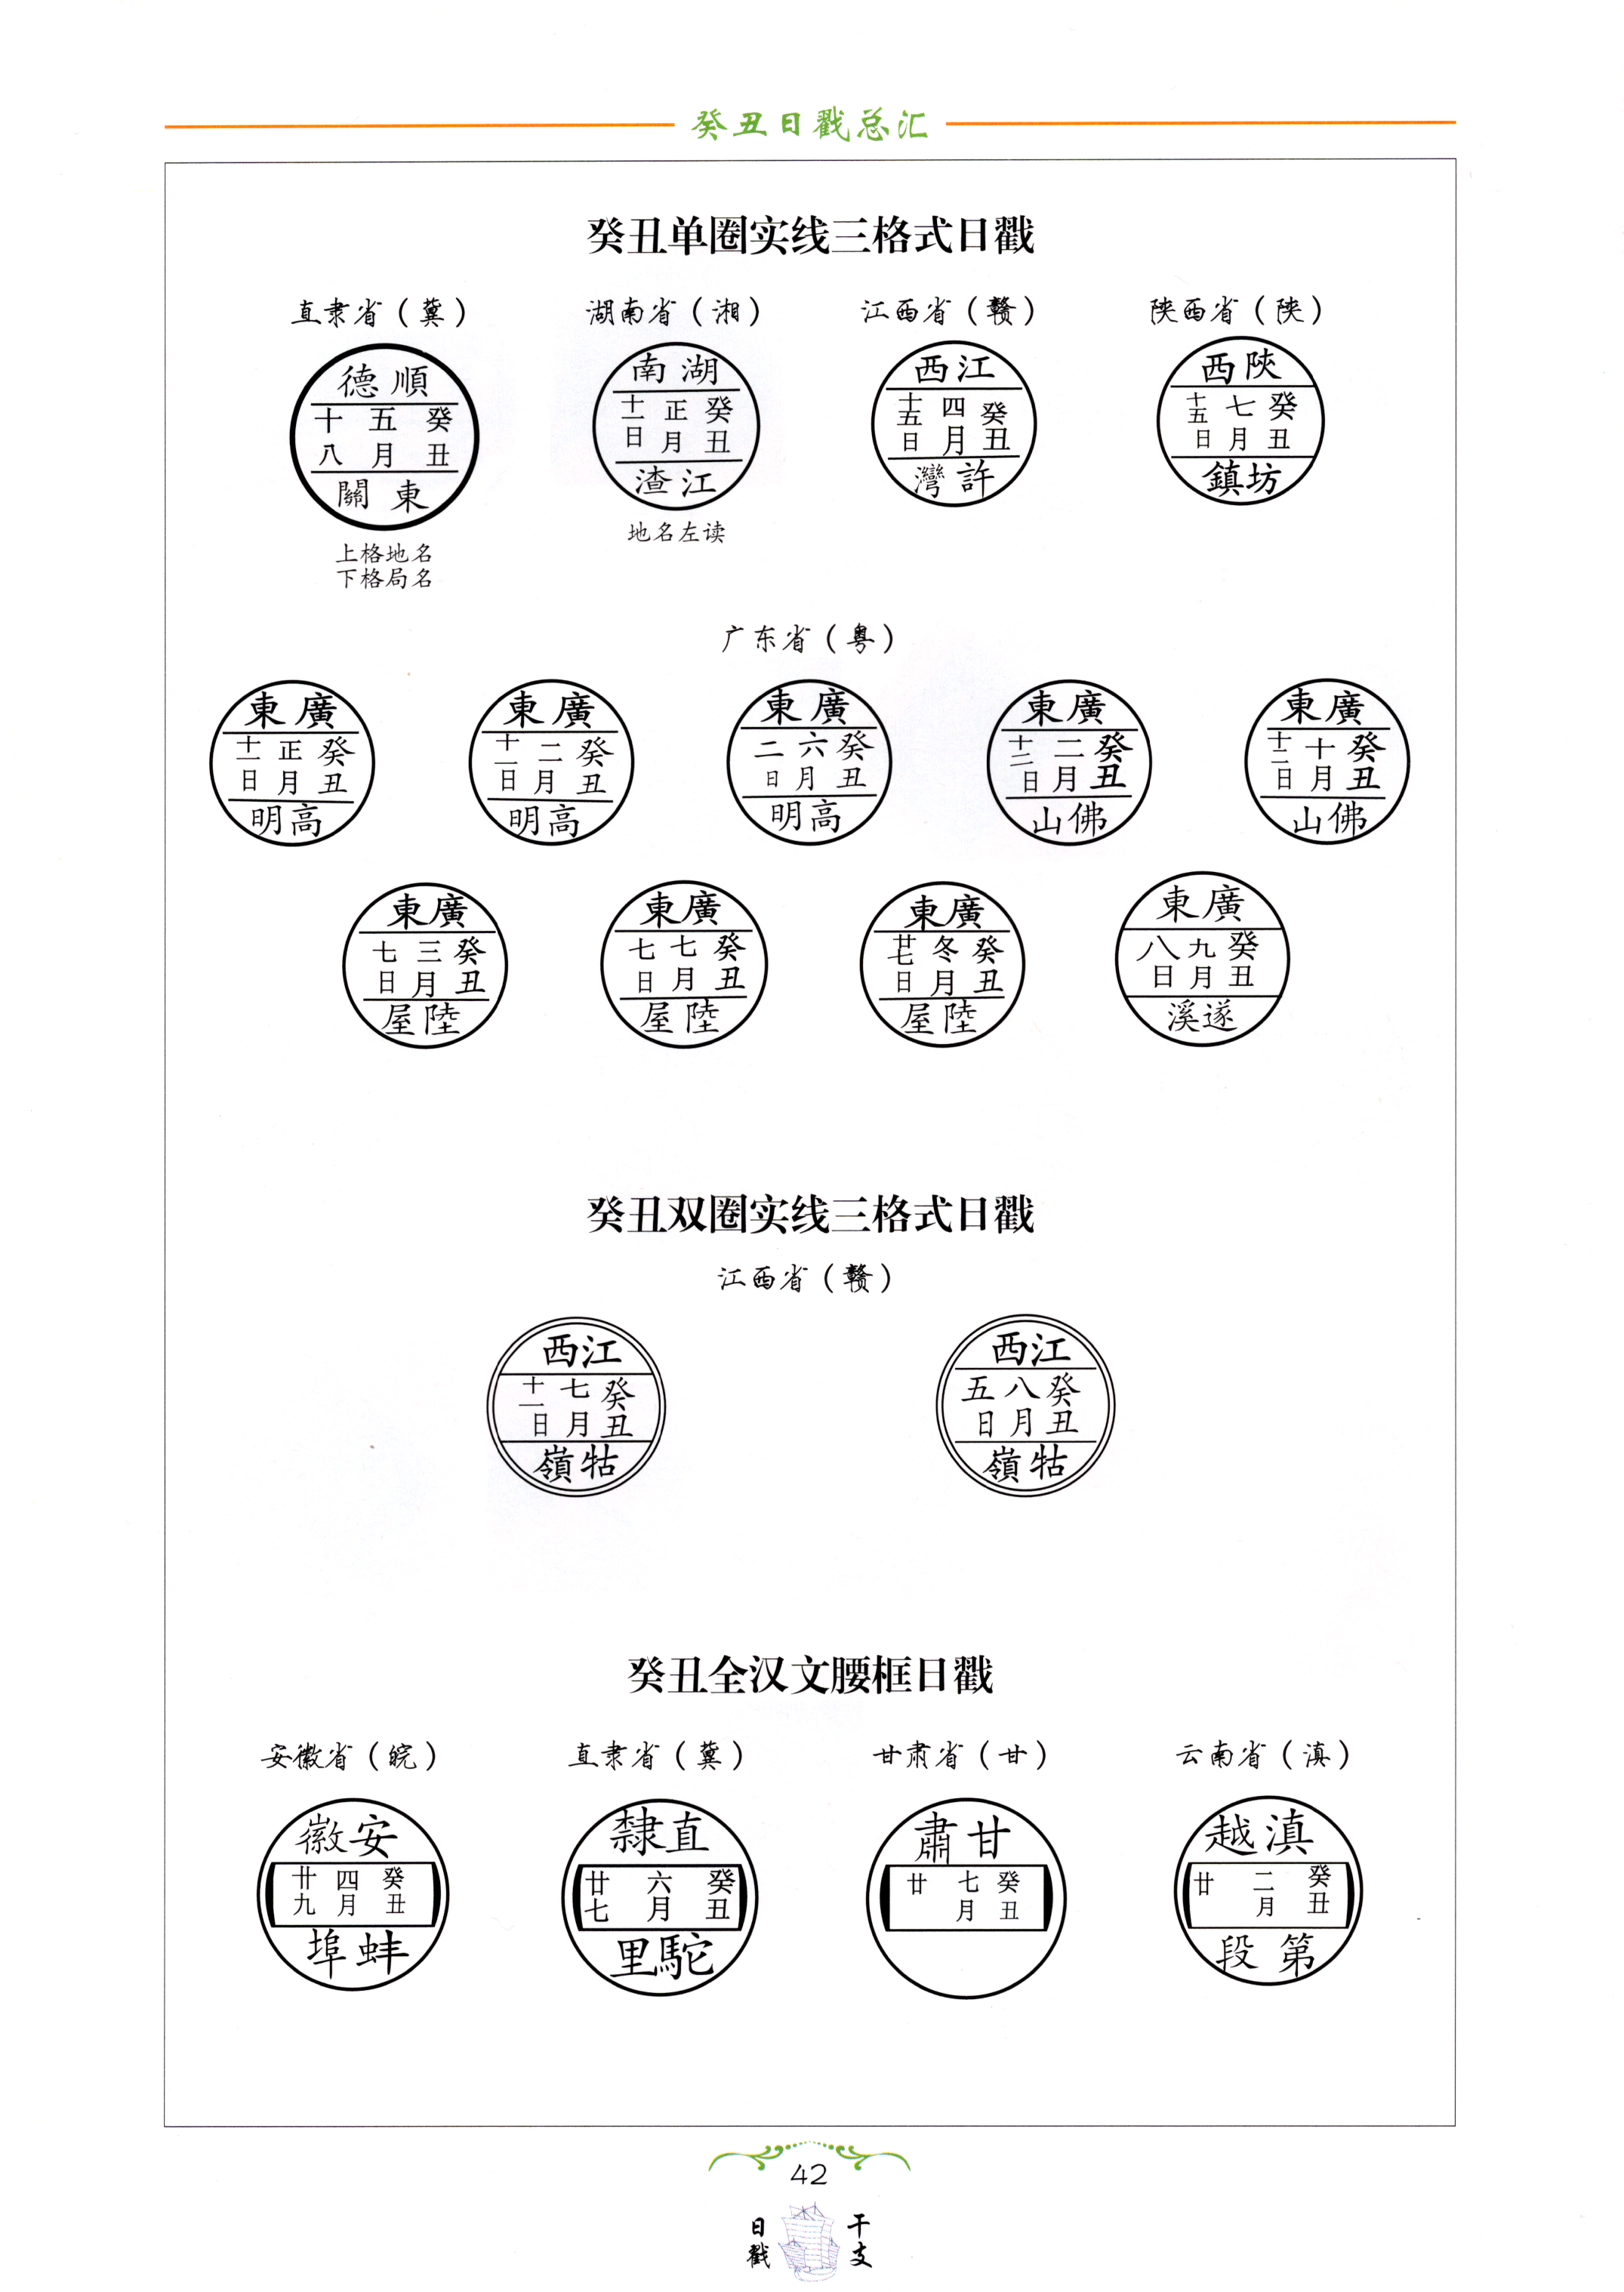 癸丑日戳总汇
癸丑单圈实线三格式日戳
直隶省（冀）
順德
癸丑 五月 十八
東關
上格地名
下格局名
湖南省（湘）
湖南
癸丑 正月 十一日
渣江
地名左读
江西省（赣）
江西
癸丑 四月 十五日
許灣
陕西省（陕）
陝西
癸丑 七月 十五日
坊鎮
广东省（粤）
廣東
癸丑 正月 十一日
高明
廣東
癸丑 二月 十一日
高明
廣東
癸丑 六月 二日
高明
廣東
癸丑 二月 十二日
佛山
廣東
癸丑 十月 十二日
佛山
廣東
癸丑 三月 七日
陸屋
廣東
癸丑 七月 七日
陸屋
廣東
癸丑 冬月 廿七日
陸屋
廣東
癸丑 九月 八日
遂溪
癸丑双圈实线三格式日戳
江西省（赣）
江西
癸丑 七月 十一日
牯嶺
江西
癸丑 八月 五日
牯嶺
癸丑全汉文腰框日戳
安徽省（皖）
安徽
癸丑 四月 廿九
蚌埠
直隶省（冀）
直隸
癸丑 六月 廿七
駝里
甘肃省（甘）
甘肅
癸丑 七月 廿
云南省（滇）
滇越
癸丑 二月 廿
第段
42
干支
日戳